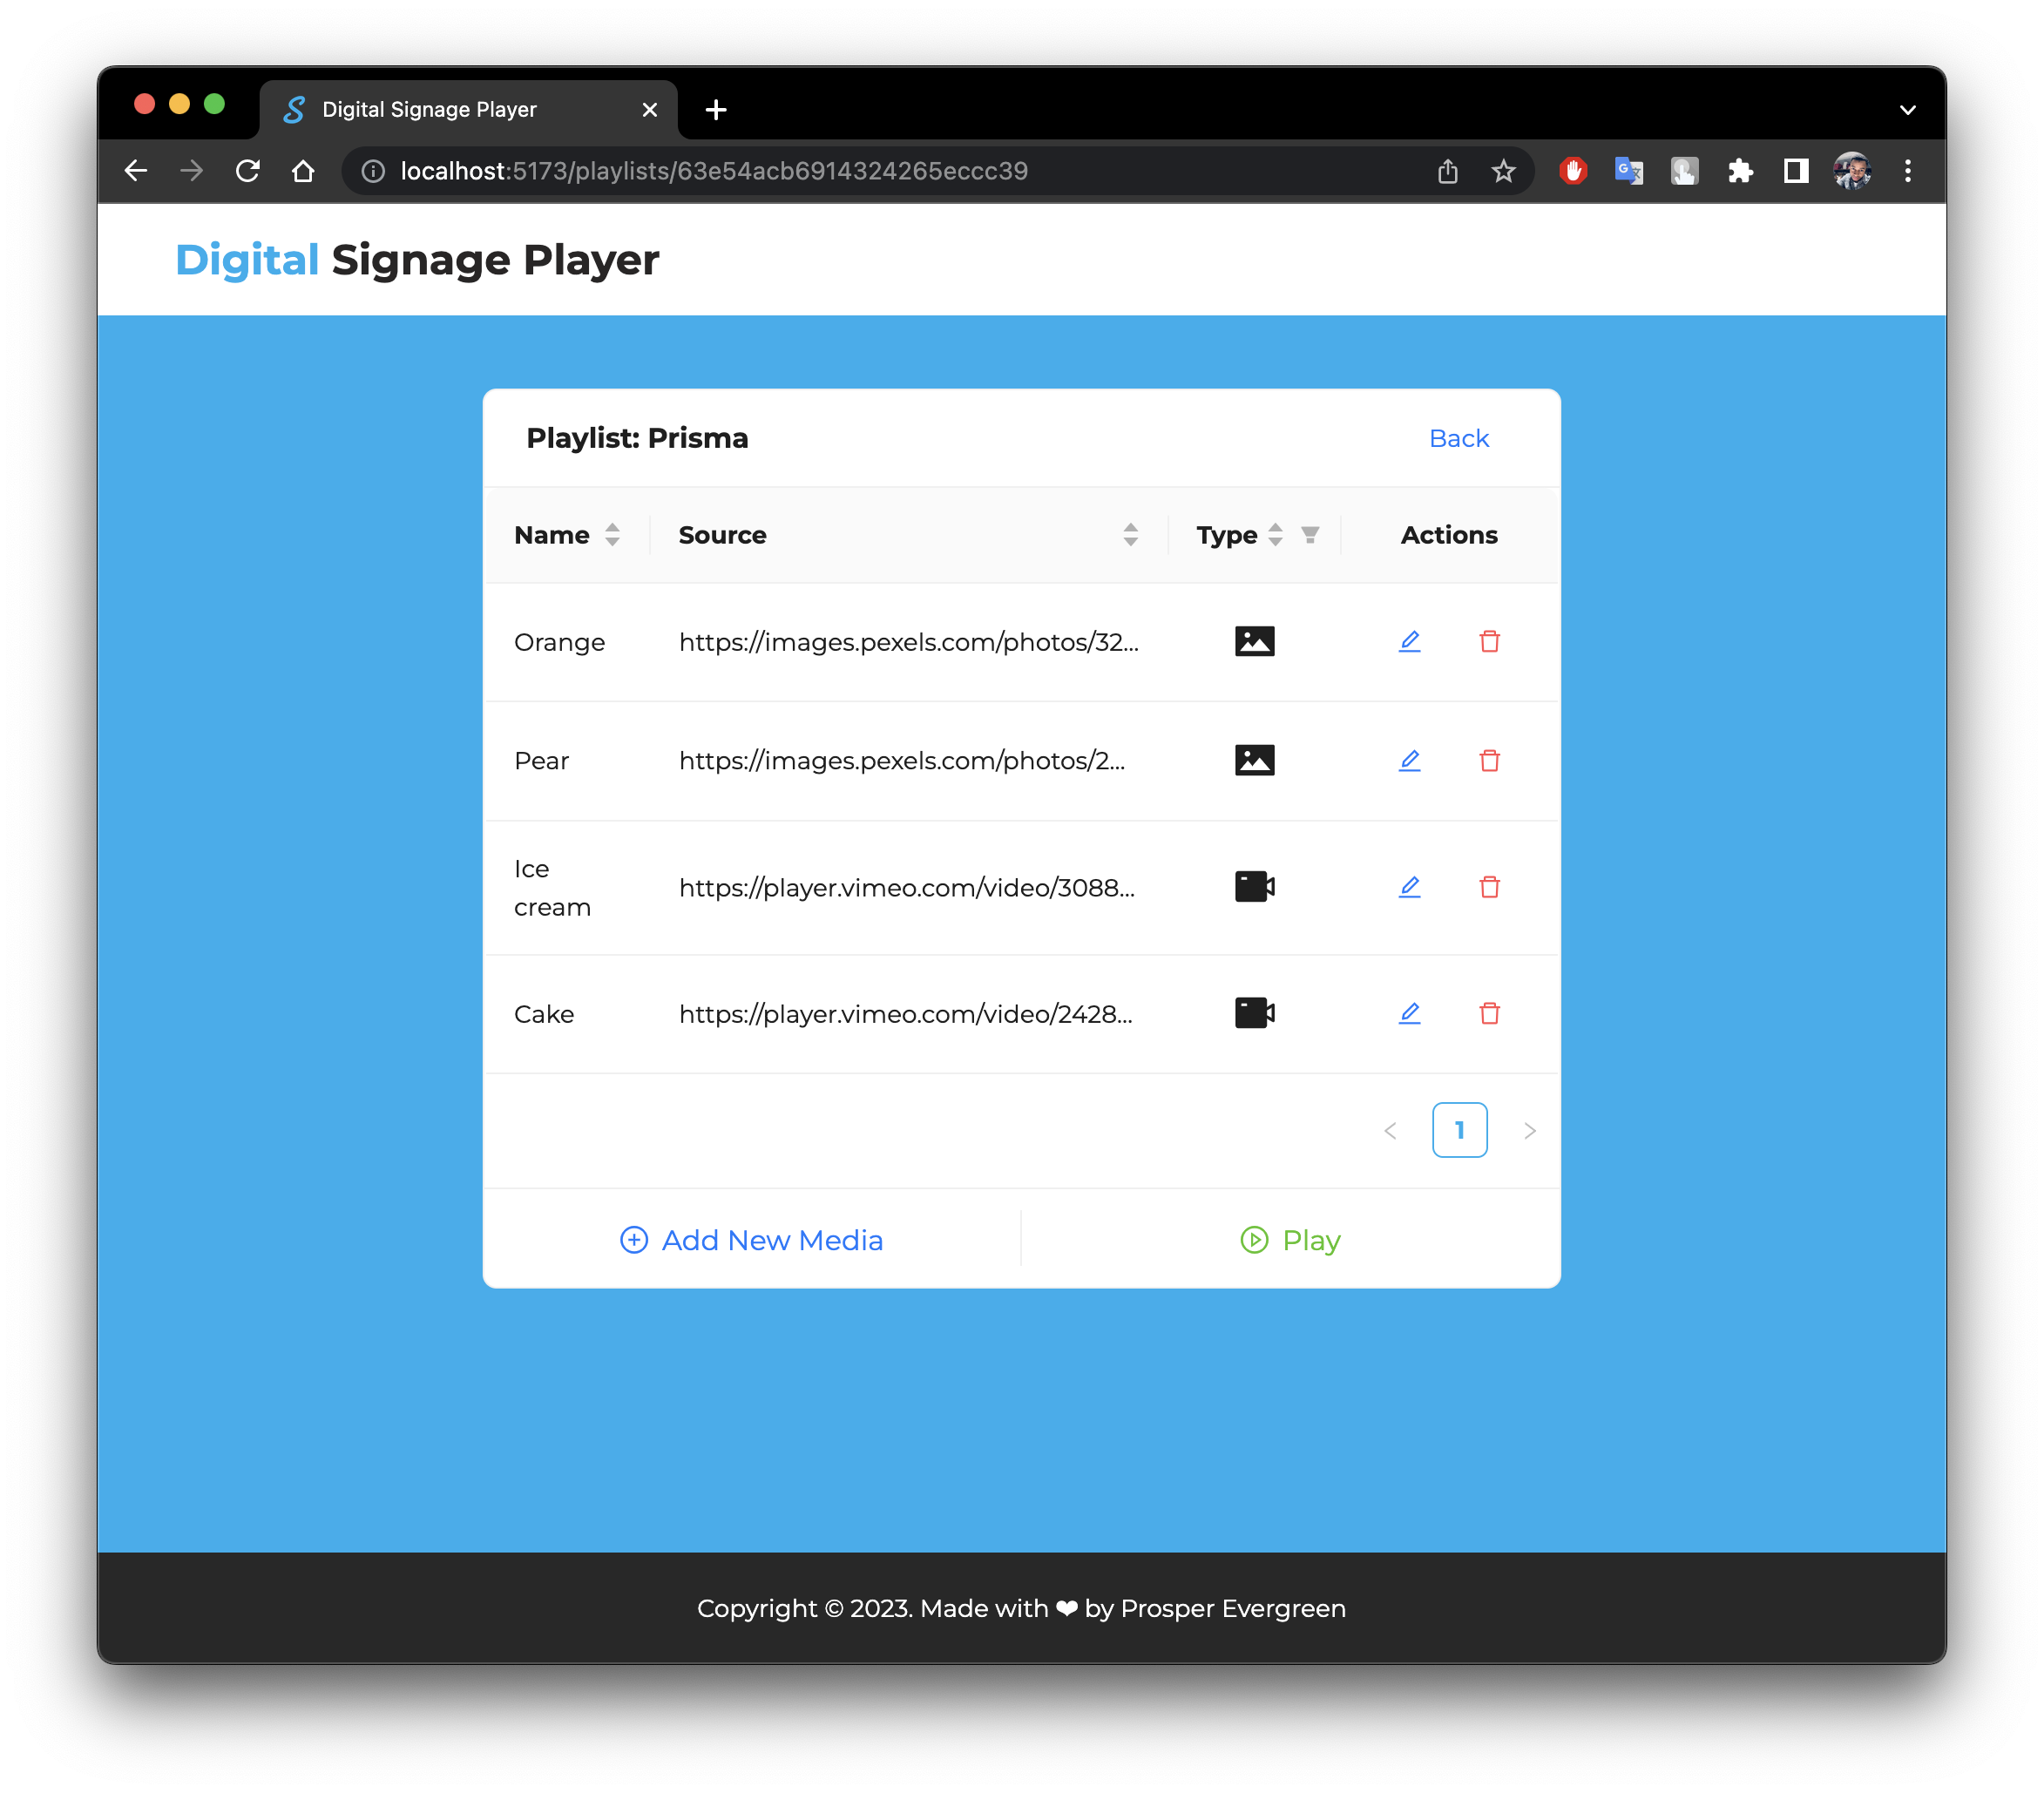 Digital Signage Player
localhost:5173/playlists/63e54acb6914324265eccc39
Digital Signage Player
Playlist: Prisma Back
Name Source Type Actions
Orange https://images.pexels.com/photos/32...
Pear https://images.pexels.com/photos/2...
Ice
cream https://player.vimeo.com/video/3088...
Cake https://player.vimeo.com/video/2428...
1
Add New Media Play
Copyright © 2023. Made with ❤ by Prosper Evergreen